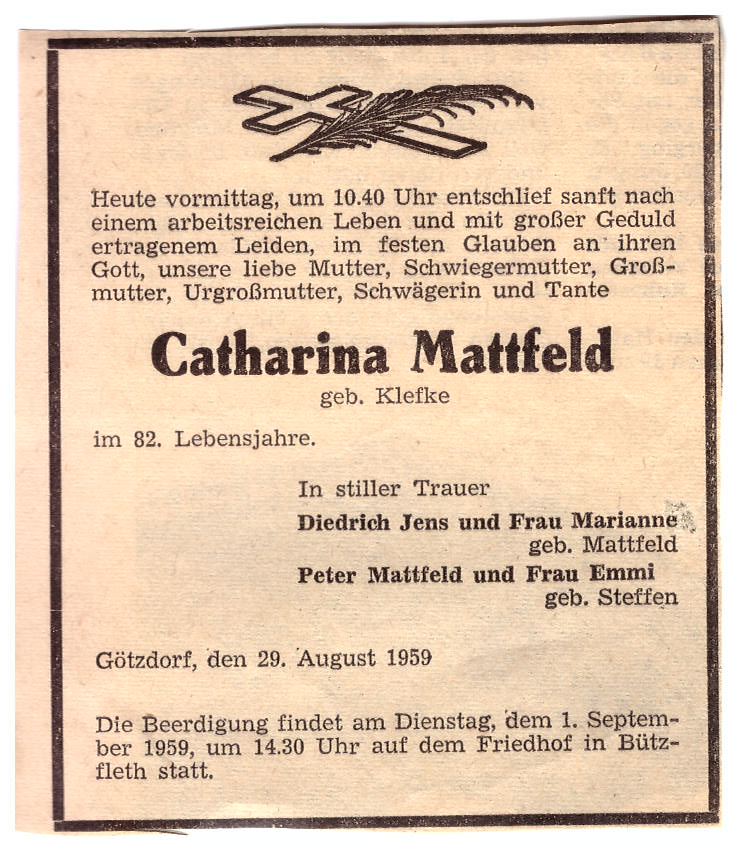 Heute vormittag, um 10.40 Uhr entschlief sanft nach
einem arbeitsreichen Leben und mit großer Geduld
ertragenem Leiden, im festen Glauben an ihren
Gott, unsere liebe Mutter, Schwiegermutter, Groß-
mutter, Urgroßmutter, Schwägerin und Tante
Catharina Mattfeld
geb. Klefke
im 82. Lebensjahre.
In stiller Trauer
Diedrich Jens und Frau Marianne
geb. Mattfeld
Peter Mattfeld und Frau Emmi
geb. Steffen
Götzdorf, den 29. August 1959
Die Beerdigung findet am Dienstag, dem 1. Septem-
ber 1959, um 14.30 Uhr auf dem Friedhof in Bütz-
fleth statt.